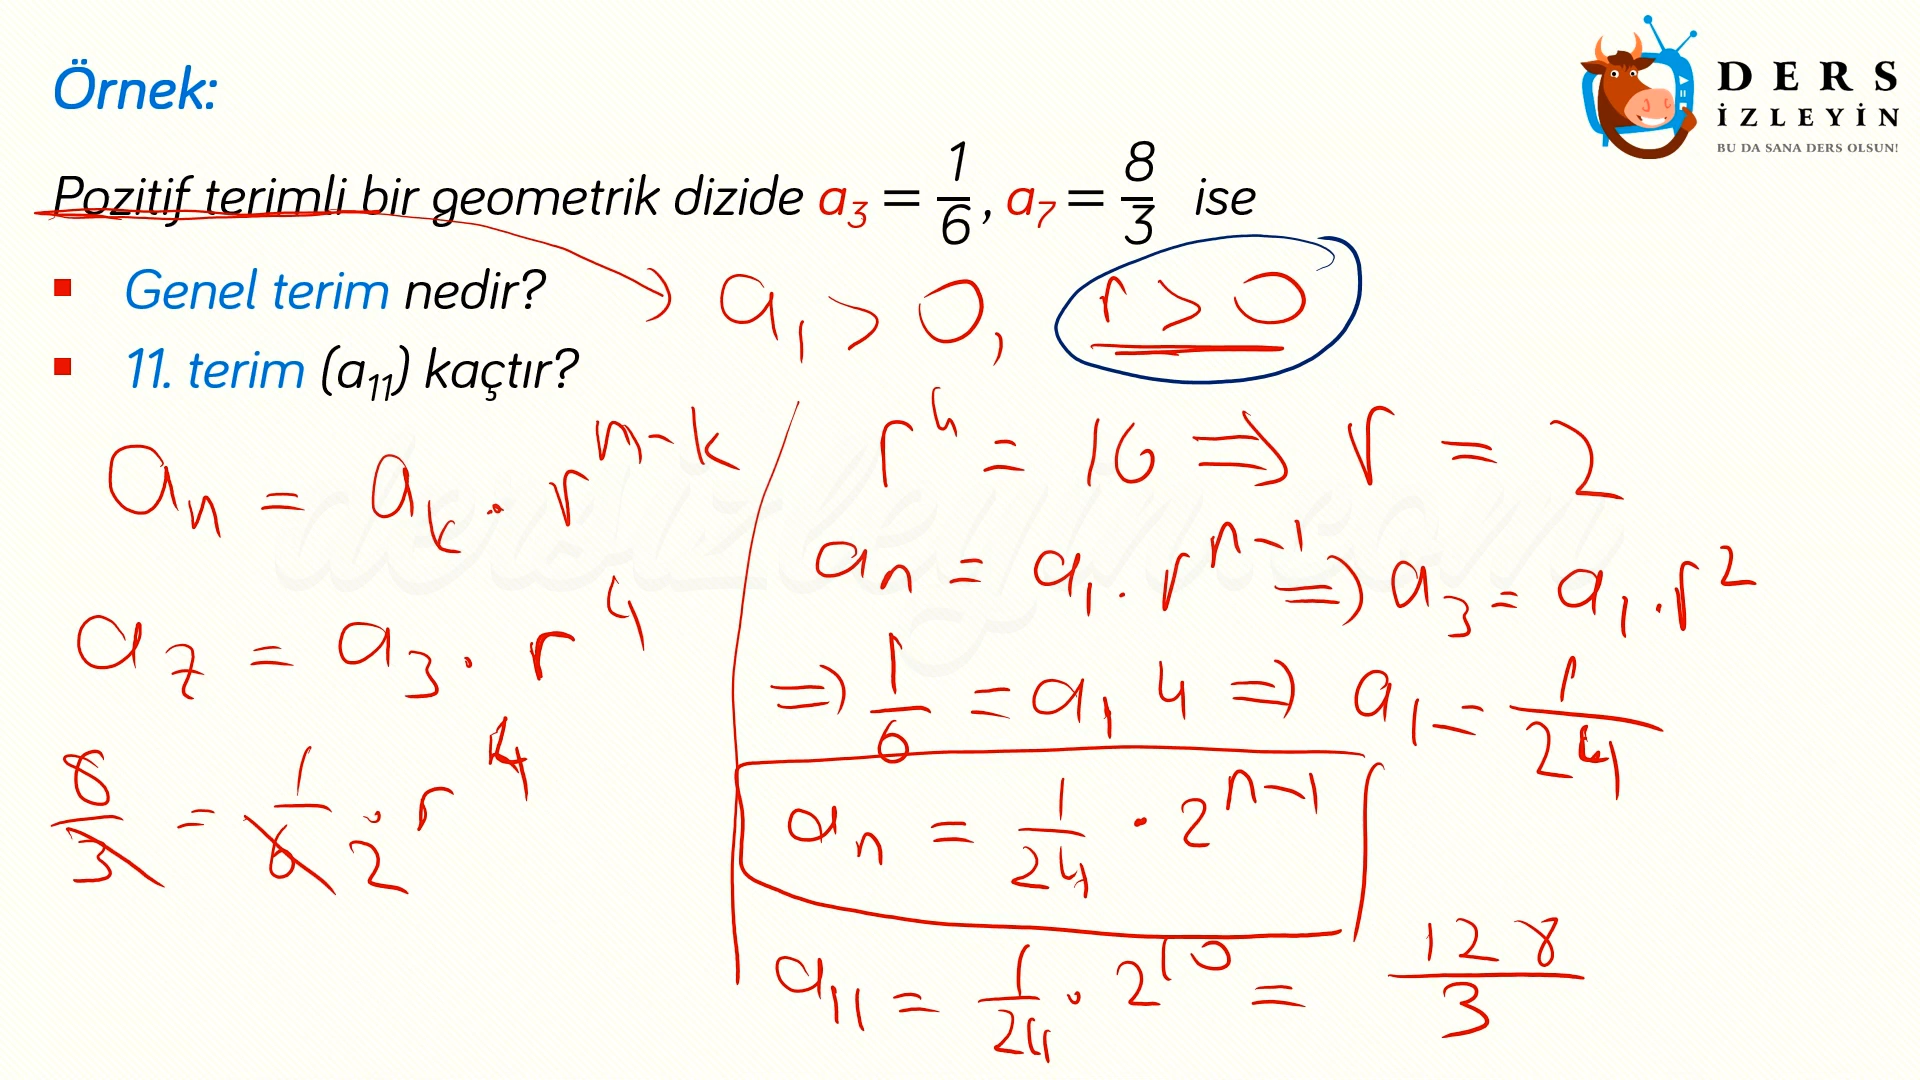 Örnek:
DERS
İZLEYİN
BU DA SANA DERS OLSUN!
Pozitif terimli bir geometrik dizide a₃ = 1/6, a₇ = 8/3 ise
Genel terim nedir?
a₁ > 0, r > 0
11. terim (a₁₁) kaçtır?
aₙ = aₖ · rⁿ⁻ᵏ
a₇ = a₃ · r⁴
8/3 = 1/6 2 · r⁴
r⁴ = 16 ⇒ r = 2
aₙ = a₁ · rⁿ⁻¹ ⇒ a₃ = a₁ · r²
⇒ 1/6 = a₁ 4 ⇒ a₁ = 1/24
aₙ = 1/24 · 2ⁿ⁻¹
a₁₁ = 1/24 · 2¹⁰ = 128/3
dersizleyin.com